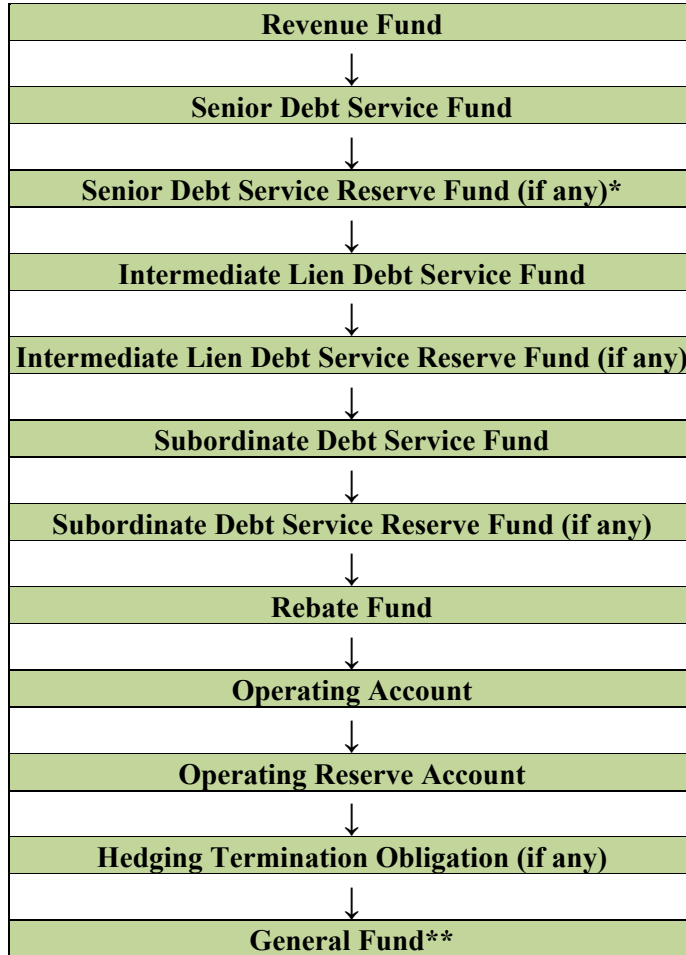 Revenue Fund
↓
Senior Debt Service Fund
↓
Senior Debt Service Reserve Fund (if any)*
↓
Intermediate Lien Debt Service Fund
↓
Intermediate Lien Debt Service Reserve Fund (if any)
↓
Subordinate Debt Service Fund
↓
Subordinate Debt Service Reserve Fund (if any)
↓
Rebate Fund
↓
Operating Account
↓
Operating Reserve Account
↓
Hedging Termination Obligation (if any)
↓
General Fund**